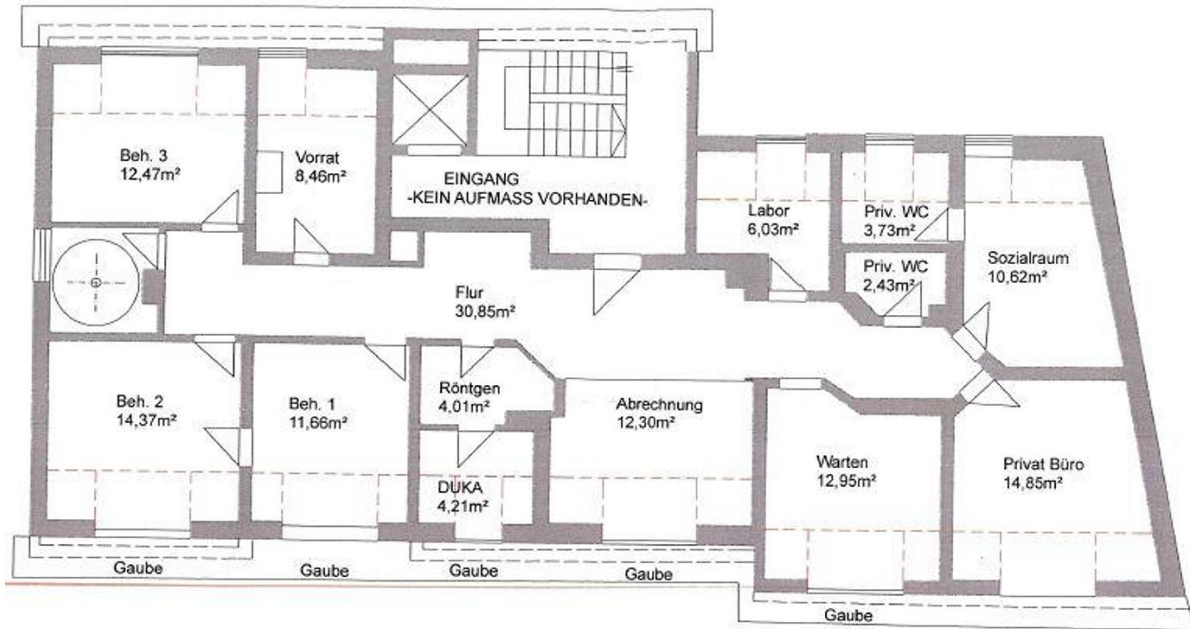 Beh. 3
12,47m²
Vorrat
8,46m²
EINGANG
-KEIN AUFMASS VORHANDEN-
Labor
6,03m²
Priv. WC
3,73m²
Priv. WC
2,43m²
Sozialraum
10,62m²
Flur
30,85m²
Beh. 2
14,37m²
Beh. 1
11,66m²
Röntgen
4,01m²
Abrechnung
12,30m²
DUKA
4,21m²
Warten
12,95m²
Privat Büro
14,85m²
Gaube
Gaube
Gaube
Gaube
Gaube